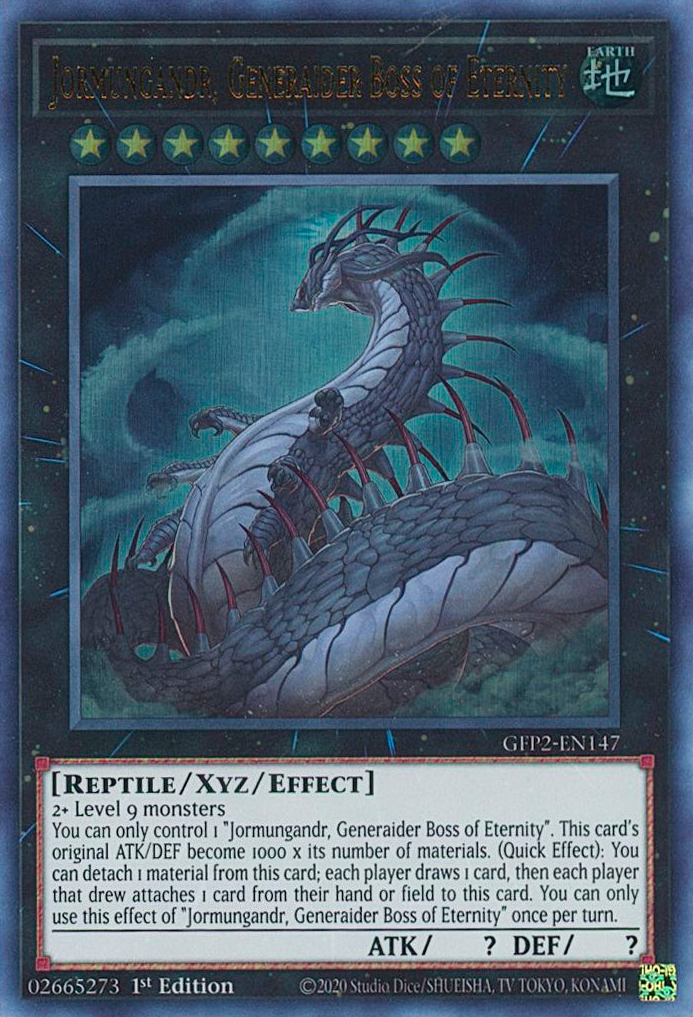 Jormungandr, Generaider Boss of Eternity
EARTH
地
GFP2-EN147
[Reptile/Xyz/Effect]
2+ Level 9 monsters
You can only control 1 "Jormungandr, Generaider Boss of Eternity". This card's
original ATK/DEF become 1000 x its number of materials. (Quick Effect): You
can detach 1 material from this card; each player draws 1 card, then each player
that drew attaches 1 card from their hand or field to this card. You can only
use this effect of "Jormungandr, Generaider Boss of Eternity" once per turn.
ATK/ ? DEF/ ?
02665273 1st Edition ©2020 Studio Dice/SHUEISHA, TV TOKYO, KONAMI